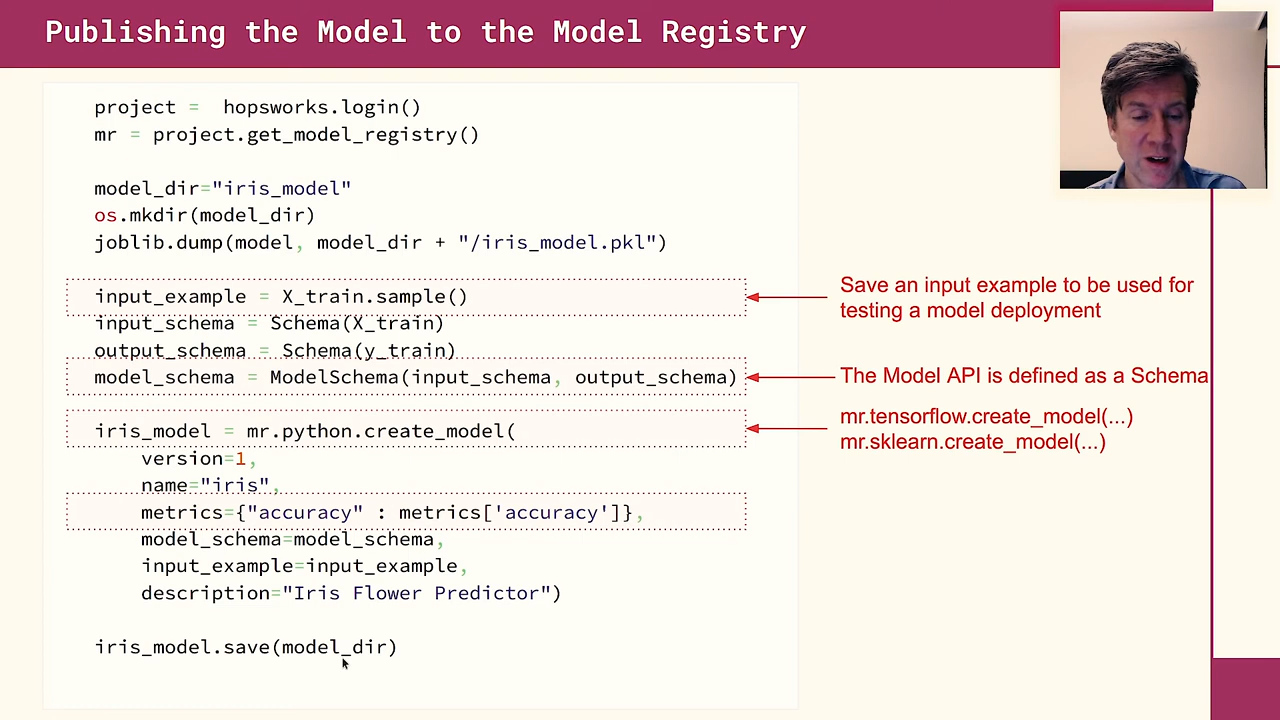 Publishing the Model to the Model Registry
project =  hopsworks.login()
mr = project.get_model_registry()
model_dir="iris_model"
os.mkdir(model_dir)
joblib.dump(model, model_dir + "/iris_model.pkl")
input_example = X_train.sample()
input_schema = Schema(X_train)
output_schema = Schema(y_train)
model_schema = ModelSchema(input_schema, output_schema)
iris_model = mr.python.create_model(
version=1,
name="iris",
metrics={"accuracy" : metrics['accuracy']},
model_schema=model_schema,
input_example=input_example,
description="Iris Flower Predictor")
iris_model.save(model_dir)
Save an input example to be used for
testing a model deployment
The Model API is defined as a Schema
mr.tensorflow.create_model(...)
mr.sklearn.create_model(...)